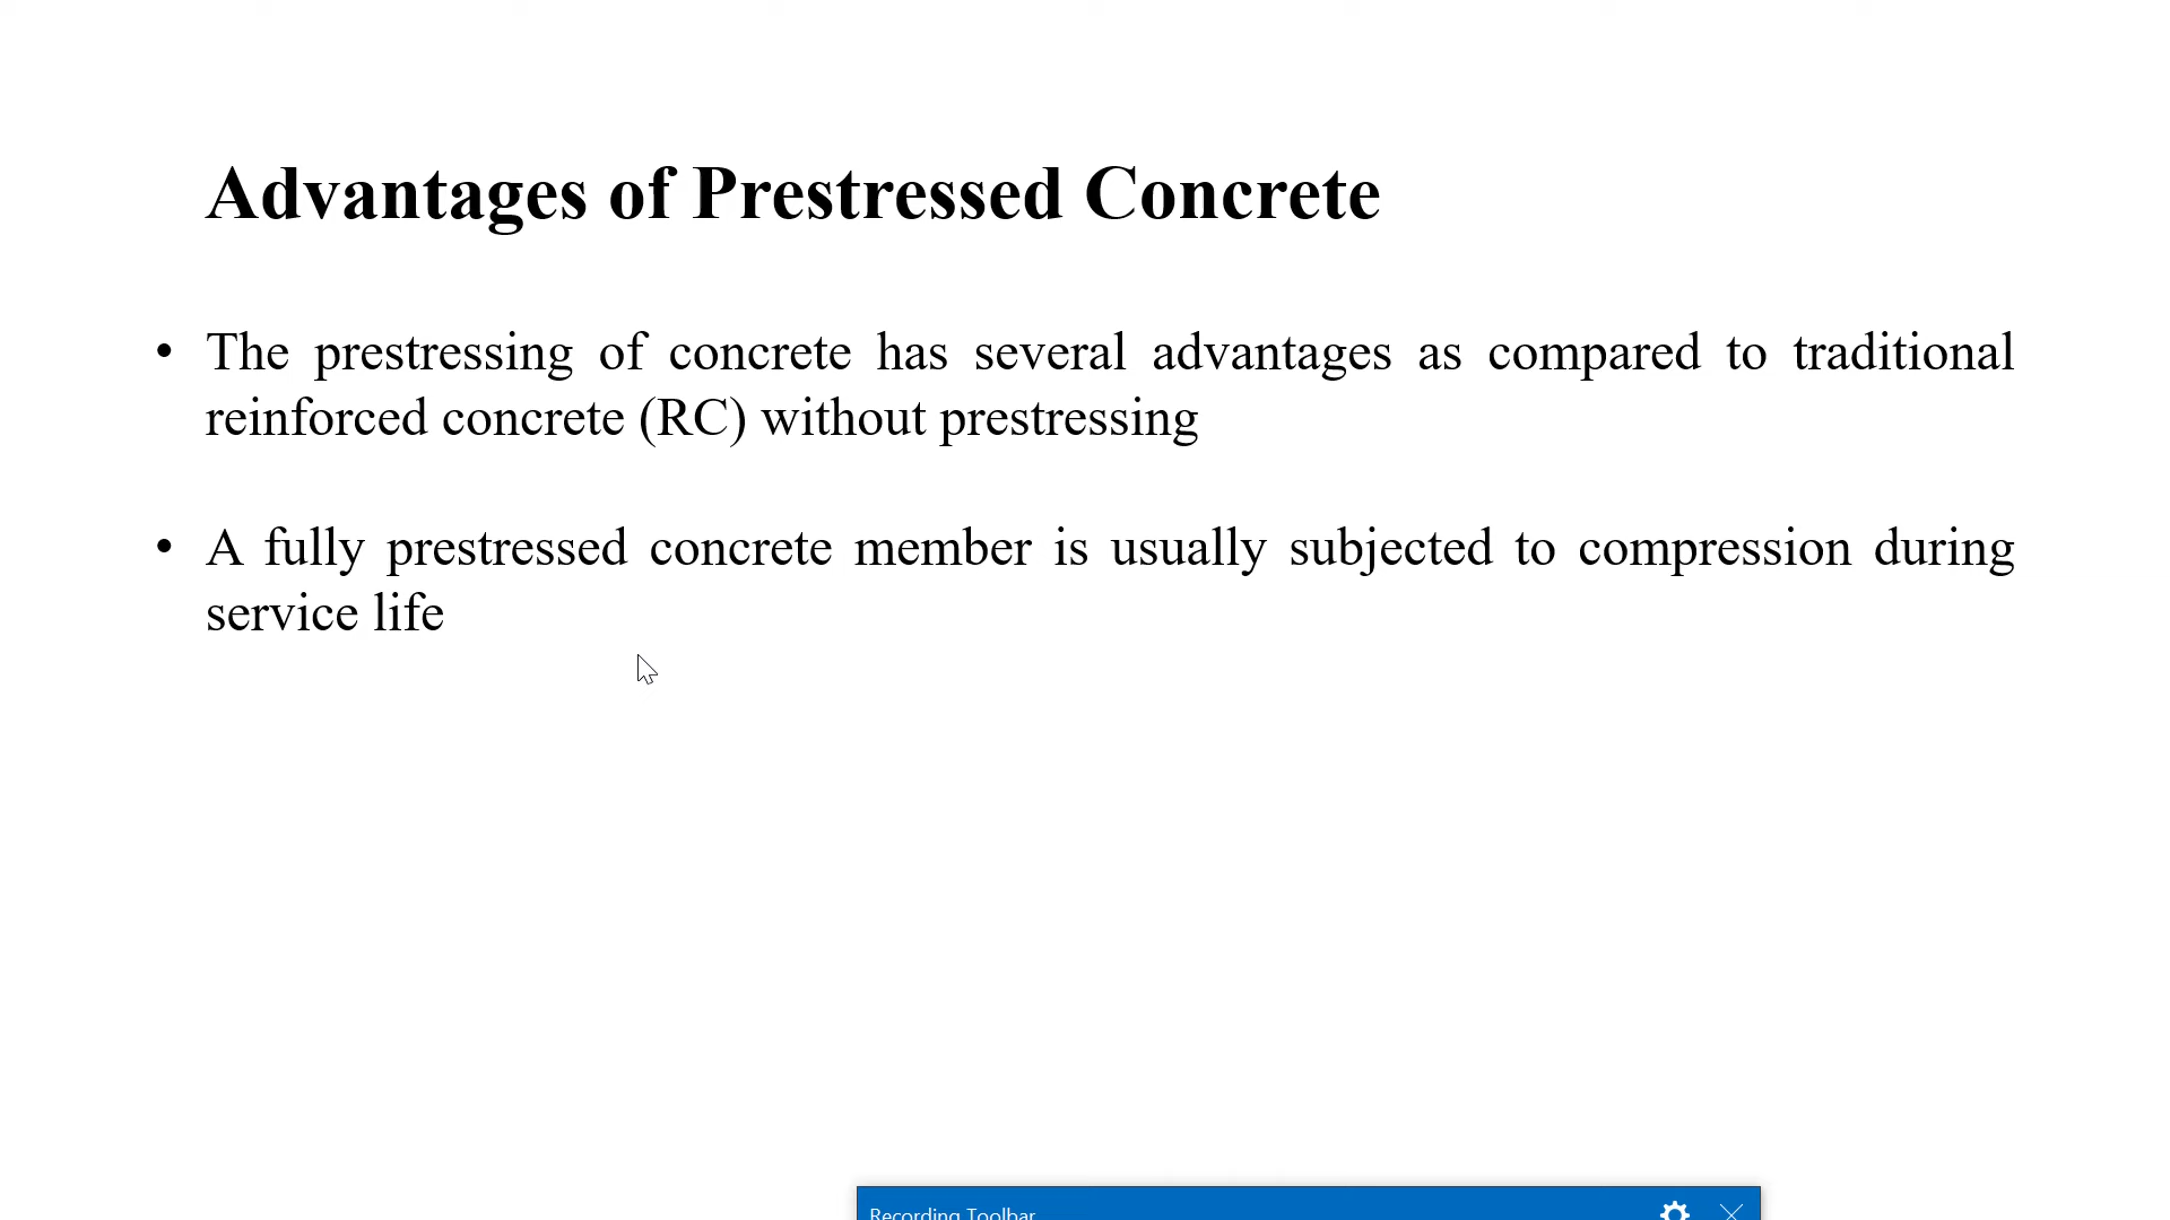 Advantages of Prestressed Concrete
• The prestressing of concrete has several advantages as compared to traditional
reinforced concrete (RC) without prestressing
• A fully prestressed concrete member is usually subjected to compression during
service life
Recording Toolbar